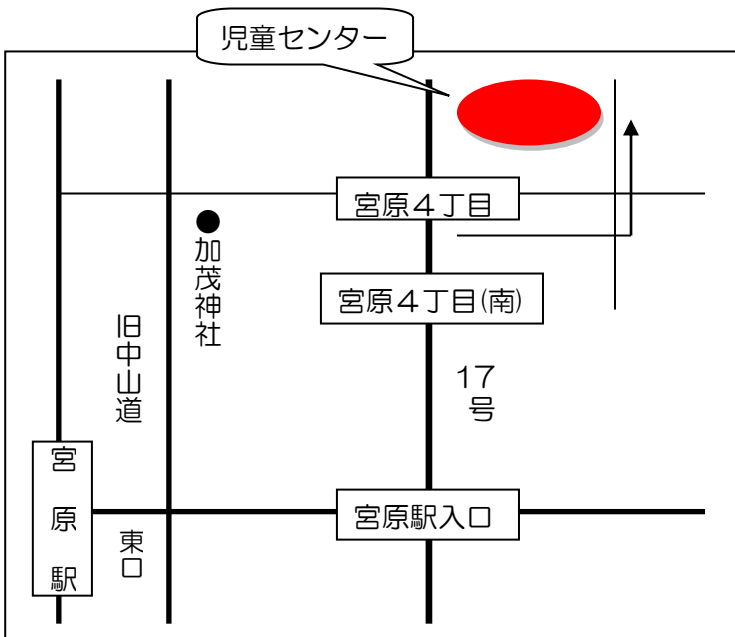 児童センター
宮原４丁目
加茂神社
宮原４丁目(南)
旧中山道
17
号
宮原駅
宮原駅入口
東口